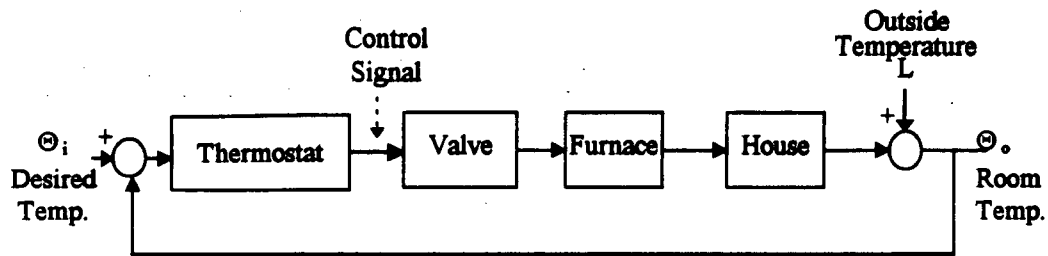 Outside
Temperature
L
Control
Signal
+
Θi
Desired
Temp.
+
Thermostat
Valve
Furnace
House
Θo
Room
Temp.